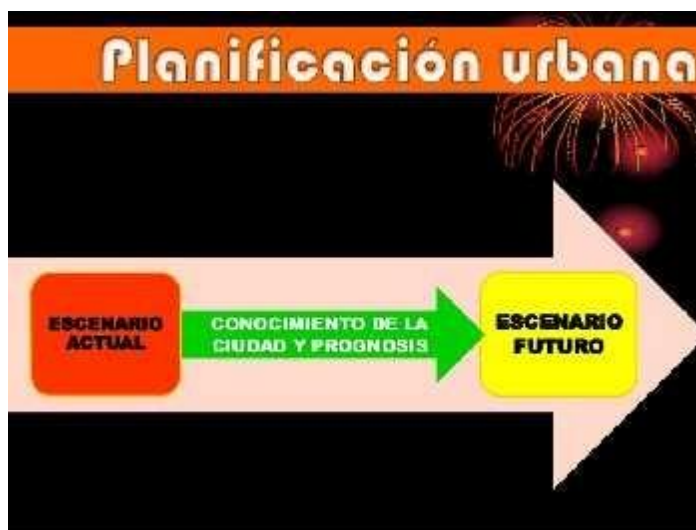 Planificación urbana
ESCENARIO
ACTUAL
CONOCIMIENTO DE LA
CIUDAD Y PROGNOSIS
ESCENARIO
FUTURO